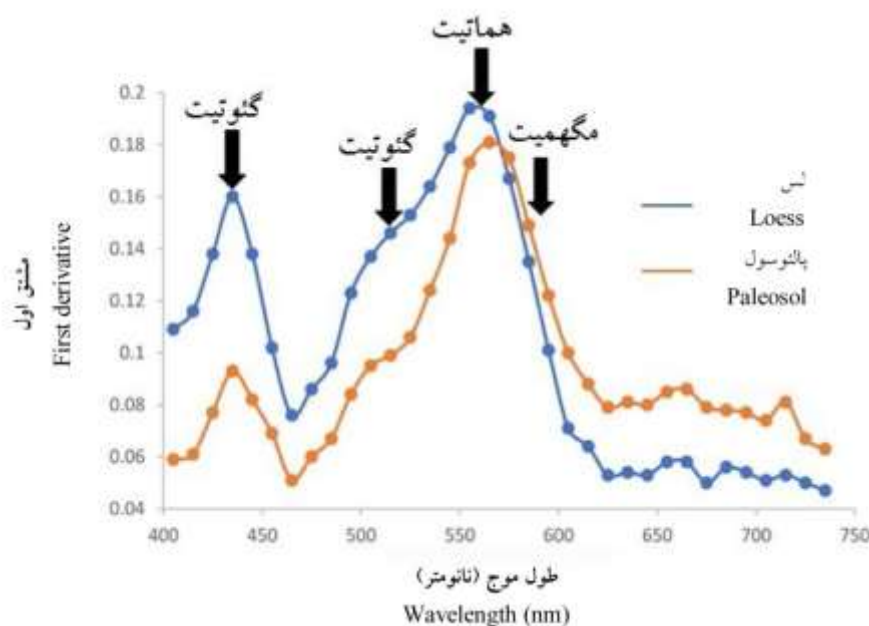 هماتیت
گئوتیت
گئوتیت
مگهمیت
0.2
0.18
0.16
0.14
0.12
0.1
0.08
0.06
0.04
مشتق اول
First derivative
لس
Loess
پالئوسول
Paleosol
400 450 500 550 600 650 700 750
طول موج (نانومتر)
Wavelength (nm)